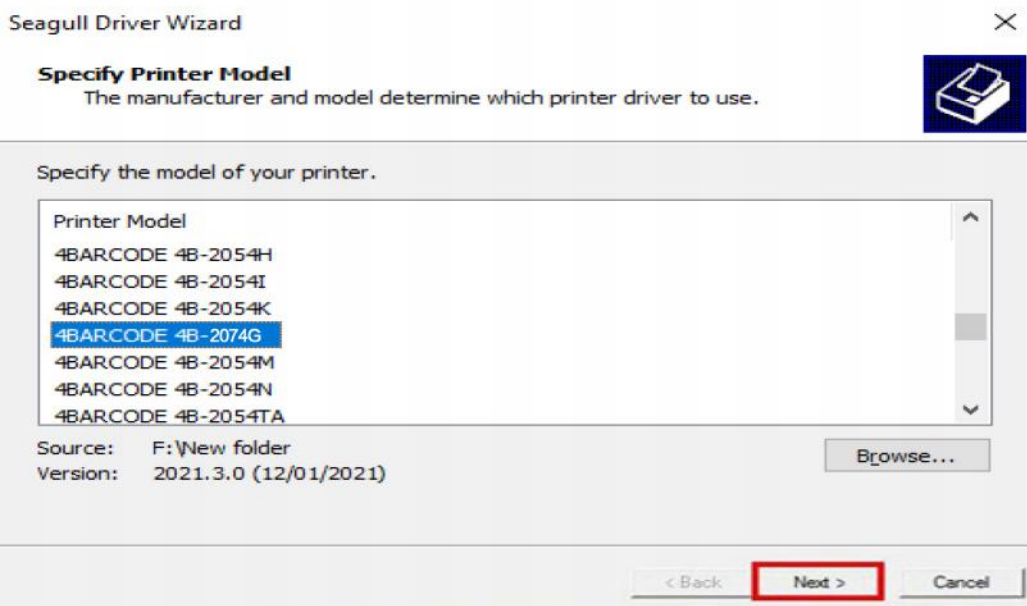 Seagull Driver Wizard
Specify Printer Model
The manufacturer and model determine which printer driver to use.
Specify the model of your printer.
Printer Model
4BARCODE 4B-2054H
4BARCODE 4B-2054I
4BARCODE 4B-2054K
4BARCODE 4B-2074G
4BARCODE 4B-2054M
4BARCODE 4B-2054N
4BARCODE 4B-2054TA
Source: F:\New folder
Version: 2021.3.0 (12/01/2021)
Browse...
< Back Next > Cancel